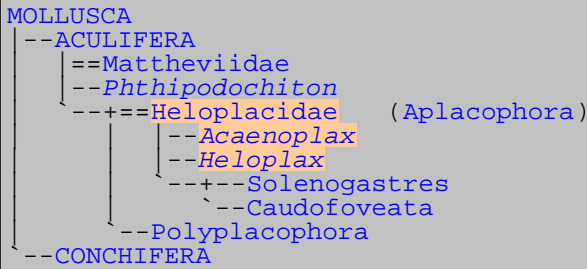 MOLLUSCA
|--ACULIFERA
|  |==Mattheviidae
|  |--Phthipodochiton
|  `--+==Heloplacidae    (Aplacophora)
|     |  |--Acaenoplax
|     |  |--Heloplax
|     |  `--+--Solenogastres
|     |     `--Caudofoveata
|     `--Polyplacophora
`--CONCHIFERA